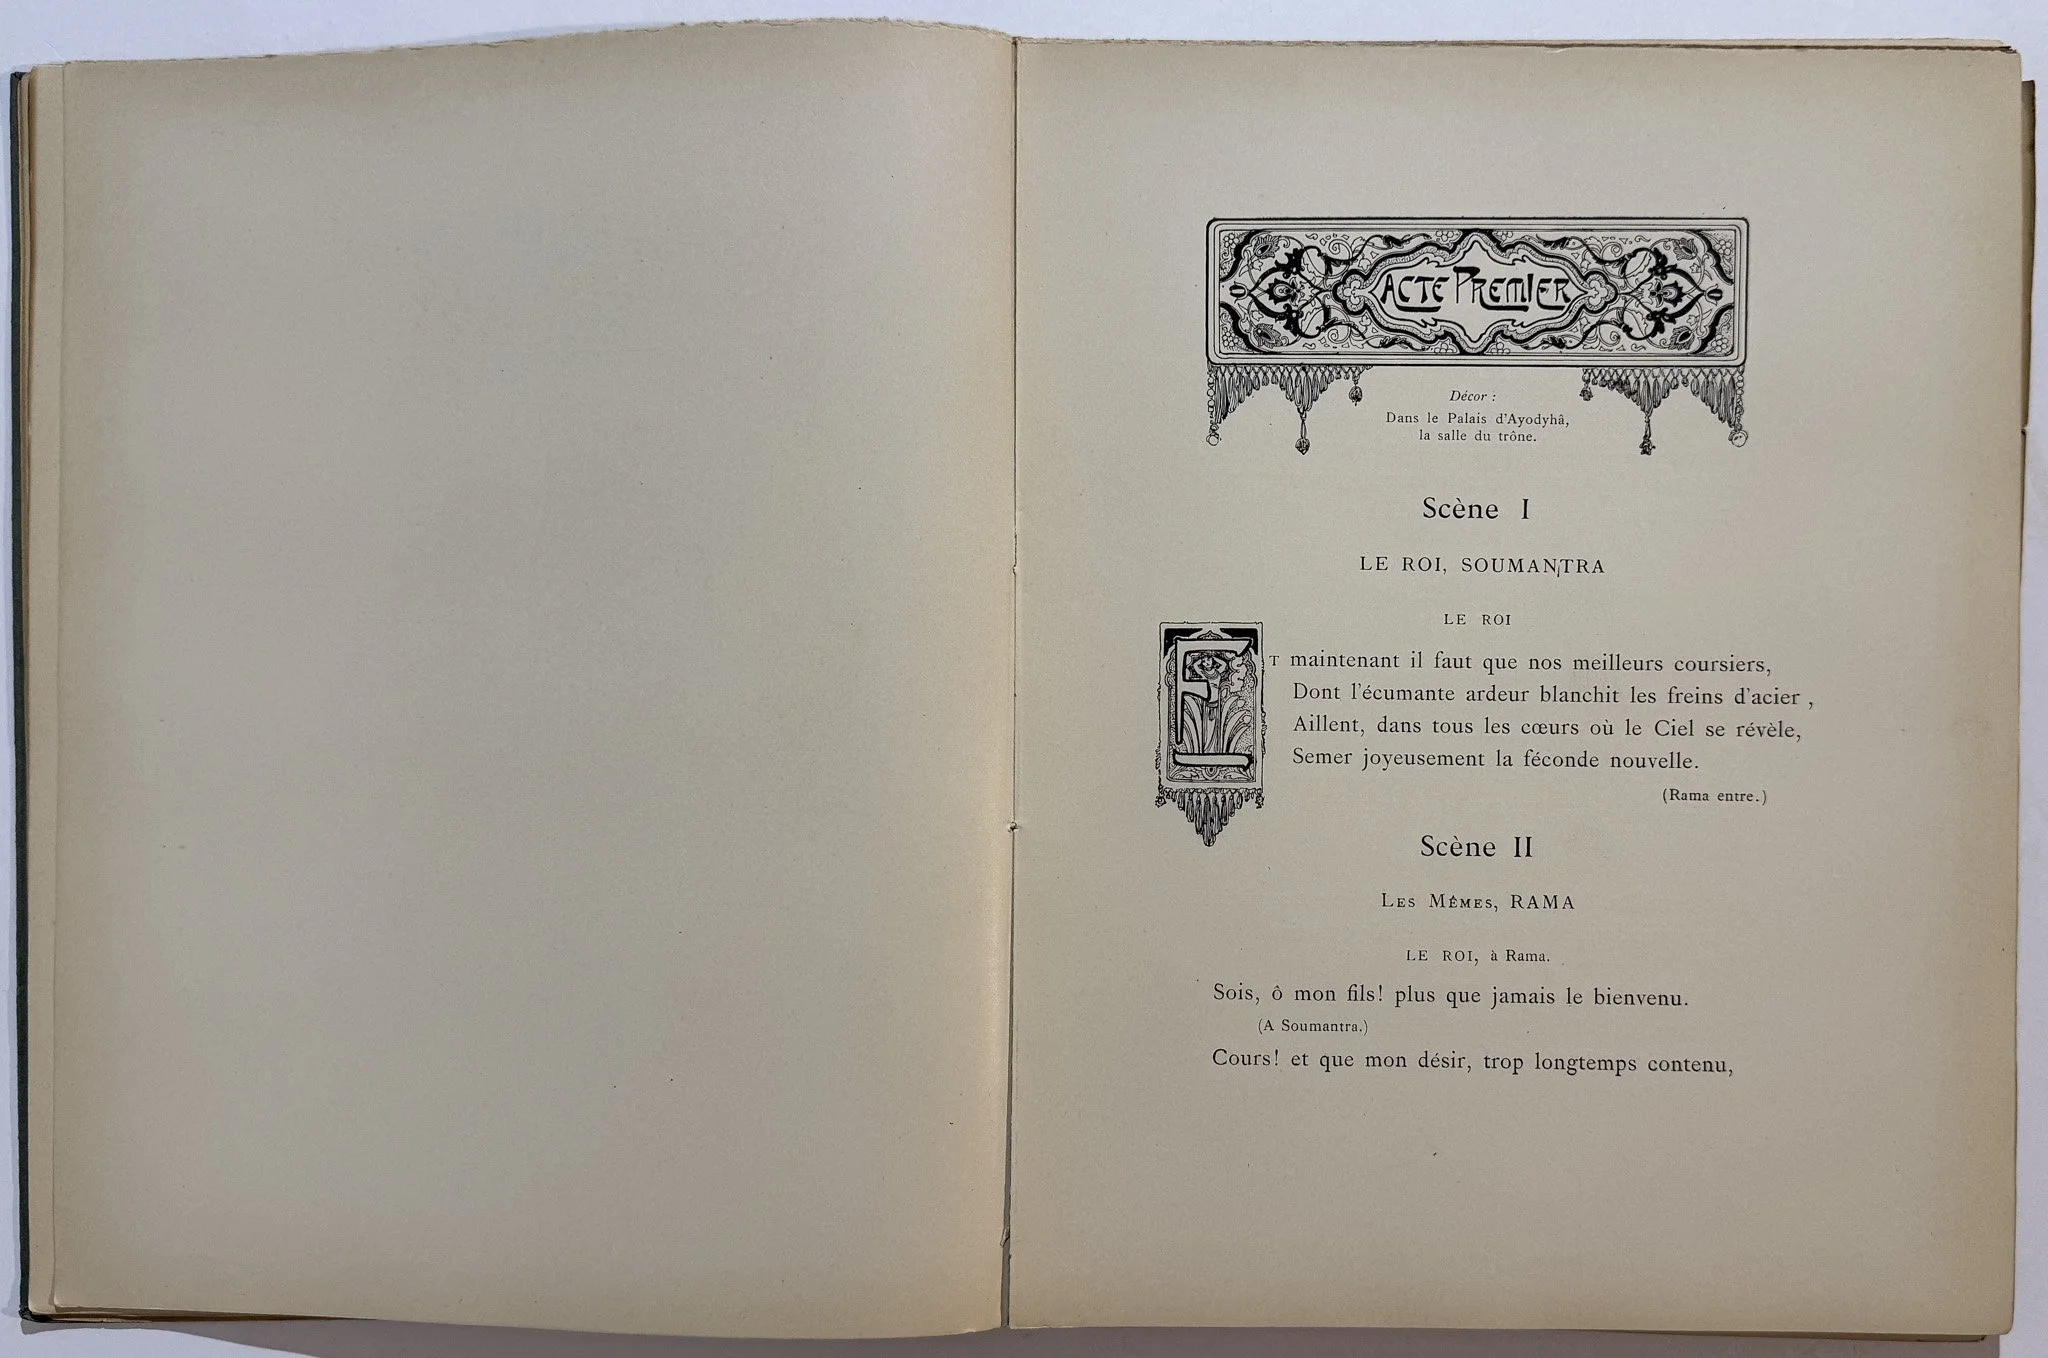 ACTE PREMIER
Décor :
Dans le Palais d'Ayodyhâ,
la salle du trône.
Scène I
LE ROI, SOUMANTRA
LE ROI
ET maintenant il faut que nos meilleurs coursiers,
Dont l'écumante ardeur blanchit les freins d'acier ,
Aillent, dans tous les cœurs où le Ciel se révèle,
Semer joyeusement la féconde nouvelle.
(Rama entre.)
Scène II
LES MÊMES, RAMA
LE ROI, à Rama.
Sois, ô mon fils! plus que jamais le bienvenu.
(A Soumantra.)
Cours! et que mon désir, trop longtemps contenu,